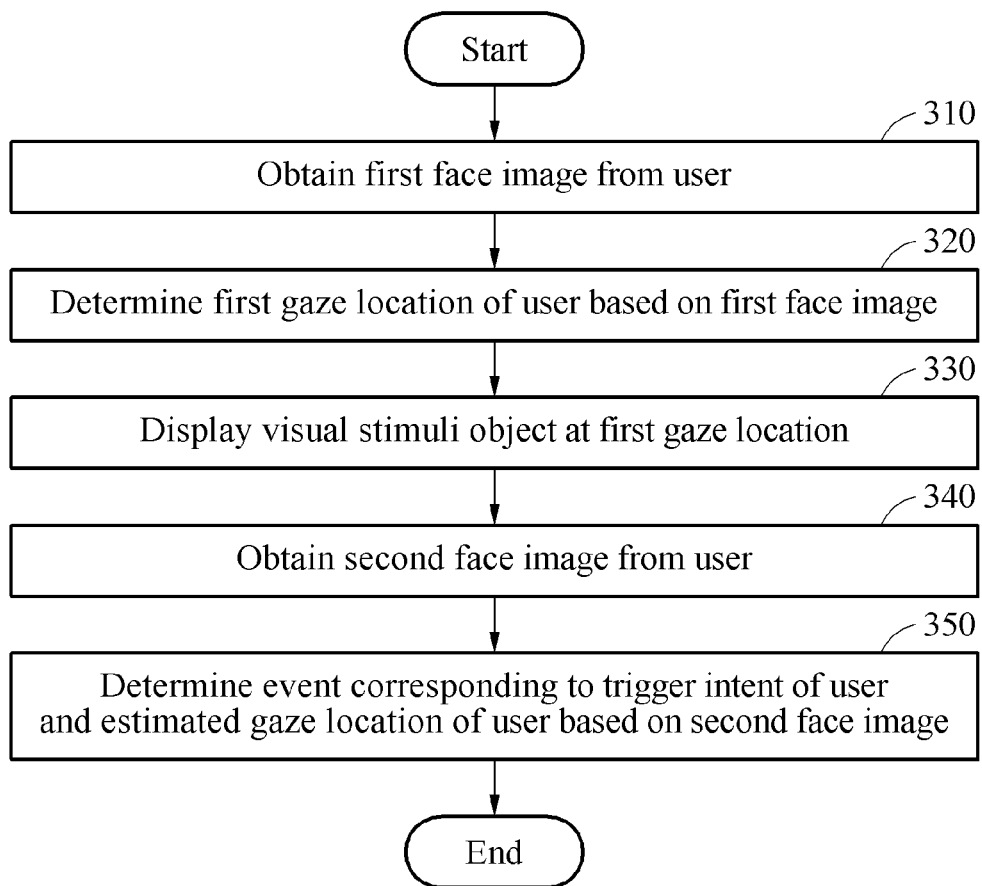 Start
310
Obtain first face image from user
320
Determine first gaze location of user based on first face image
330
Display visual stimuli object at first gaze location
340
Obtain second face image from user
350
Determine event corresponding to trigger intent of user
and estimated gaze location of user based on second face image
End